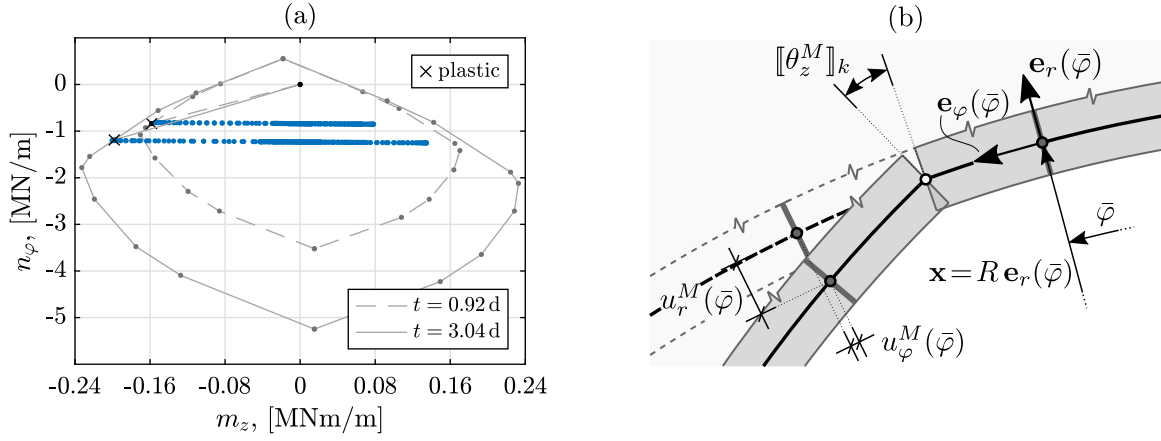 (a)
× plastic
1
0
-1
-2
-3
-4
-5
n_φ, [MN/m]
t = 0.92 d
t = 3.04 d
-0.24
-0.16
-0.08
0
0.08
0.16
0.24
m_z, [MNm/m]
(b)
⟦θ_z^M⟧_k
e_r(φ̄)
e_φ(φ̄)
φ̄
x = R e_r(φ̄)
u_r^M(φ̄)
u_φ^M(φ̄)